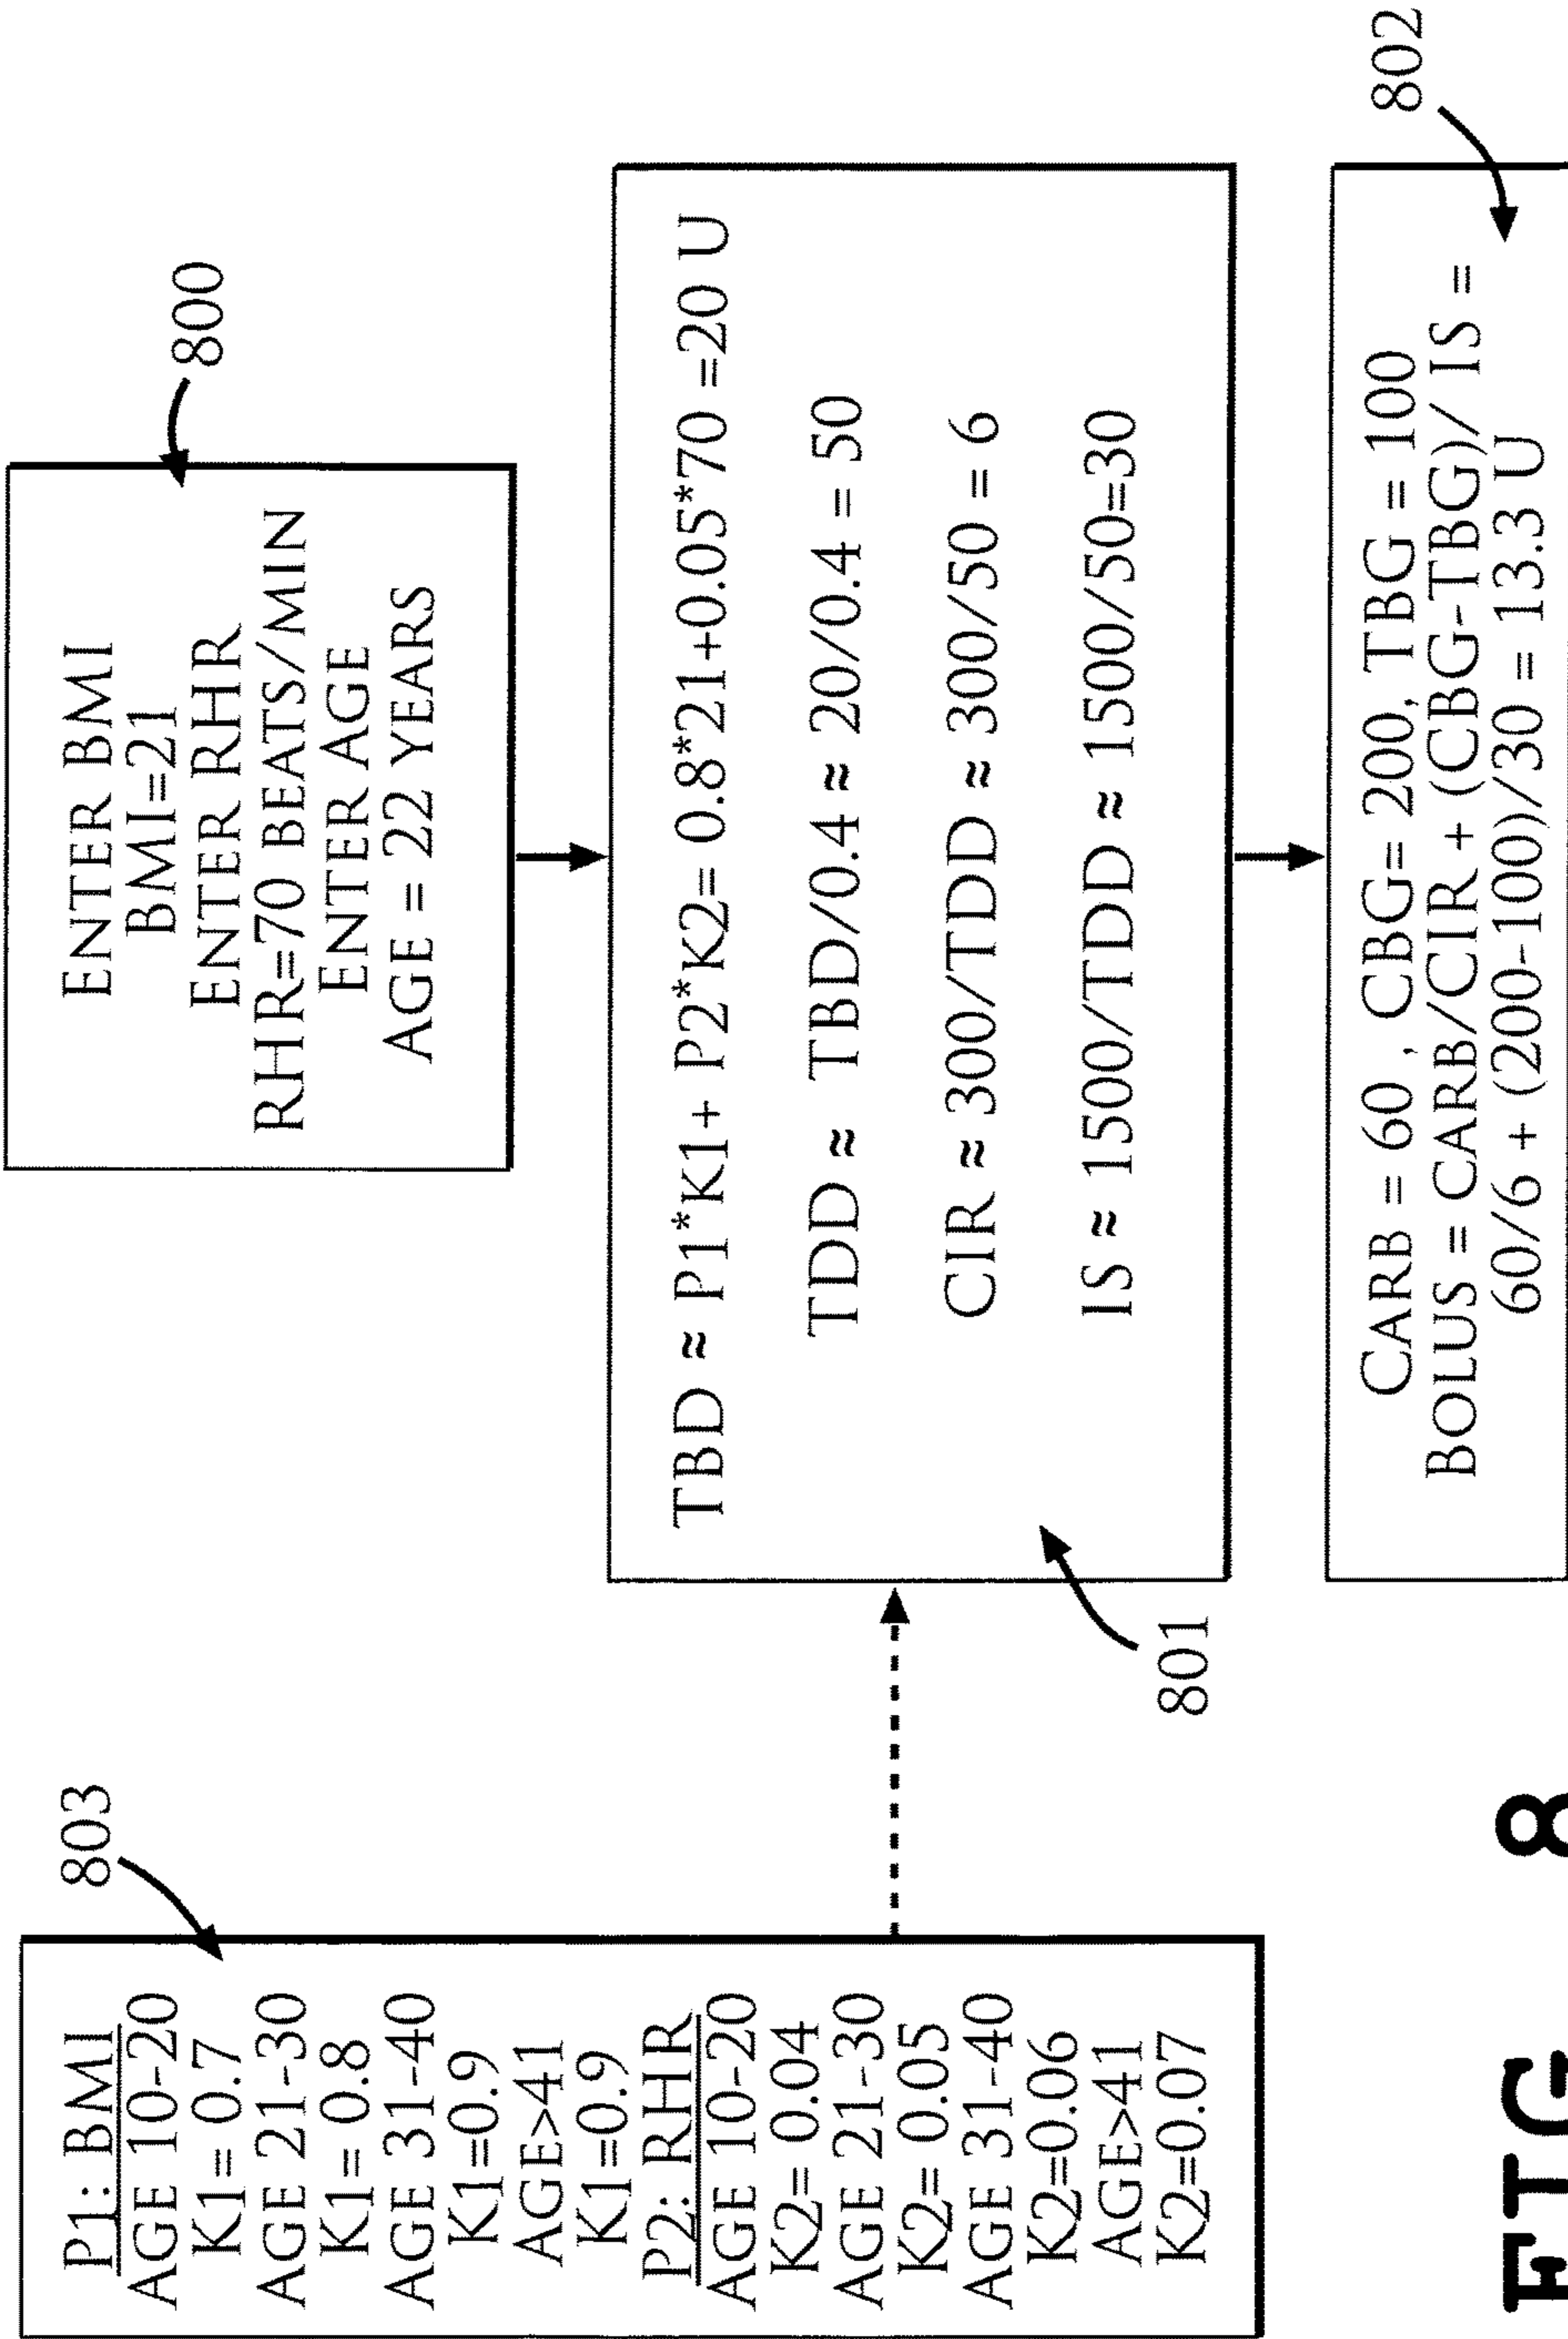 P1: BMI
AGE 10-20
K1= 0.7
AGE 21-30
K1= 0.8
AGE 31-40
K1=0.9
AGE>41
K1=0.9
P2: RHR
AGE 10-20
K2= 0.04
AGE 21-30
K2= 0.05
AGE 31-40
K2=0.06
AGE>41
K2=0.07
803
ENTER BMI
BMI=21
ENTER RHR
RHR=70 BEATS/MIN
ENTER AGE
AGE = 22 YEARS
800
TBD ≈ P1*K1+ P2*K2= 0.8*21+0.05*70 =20 U
TDD ≈ TBD/0.4 ≈ 20/0.4 = 50
CIR ≈ 300/TDD ≈ 300/50 = 6
IS ≈ 1500/TDD ≈ 1500/50=30
801
CARB = 60 , CBG= 200, TBG = 100
BOLUS = CARB/CIR + (CBG-TBG)/ IS =
60/6 + (200-100)/30 = 13.3 U
802
FIG 8